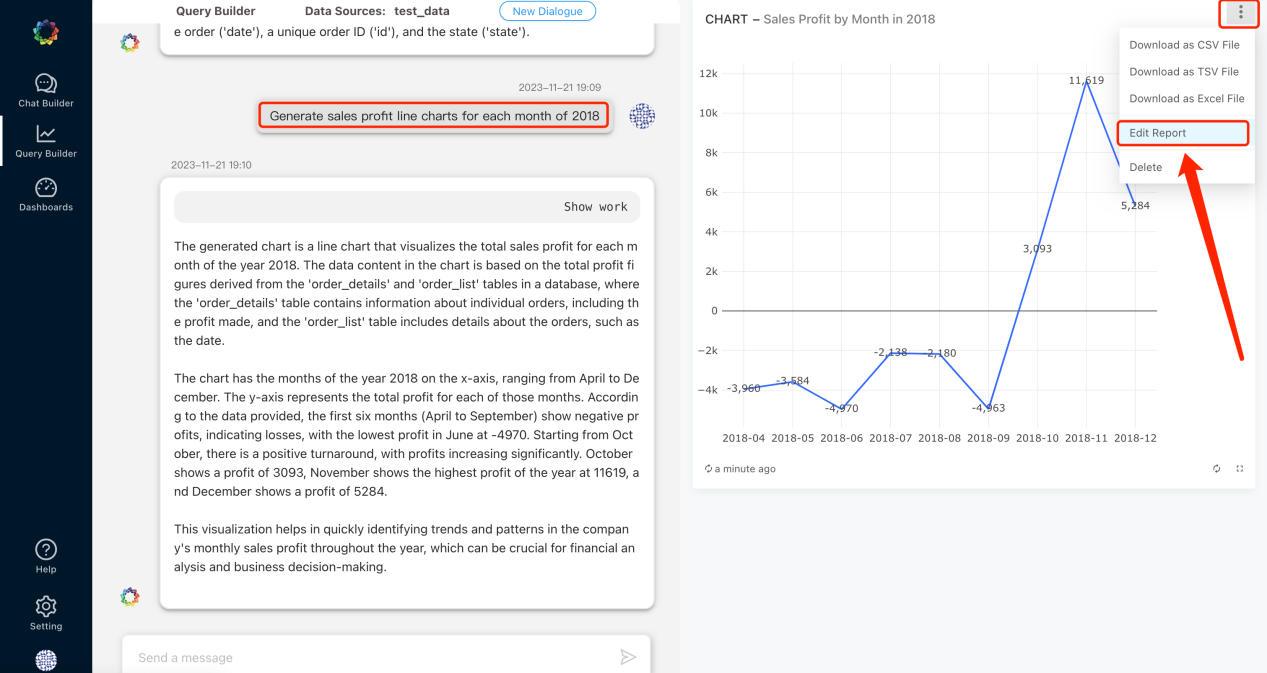 Chat Builder
Query Builder
Dashboards
Help
Setting
Query Builder Data Sources: test_data New Dialogue
e order ('date'), a unique order ID ('id'), and the state ('state').
2023-11-21 19:09
Generate sales profit line charts for each month of 2018
2023-11-21 19:10
Show work
The generated chart is a line chart that visualizes the total sales profit for each m
onth of the year 2018. The data content in the chart is based on the total profit fi
gures derived from the 'order_details' and 'order_list' tables in a database, where
the 'order_details' table contains information about individual orders, including th
e profit made, and the 'order_list' table includes details about the orders, such as
the date.
The chart has the months of the year 2018 on the x-axis, ranging from April to De
cember. The y-axis represents the total profit for each of those months. Accordin
g to the data provided, the first six months (April to September) show negative pr
ofits, indicating losses, with the lowest profit in June at -4970. Starting from Oct
ober, there is a positive turnaround, with profits increasing significantly. October
shows a profit of 3093, November shows the highest profit of the year at 11619, a
nd December shows a profit of 5284.
This visualization helps in quickly identifying trends and patterns in the compan
y's monthly sales profit throughout the year, which can be crucial for financial an
alysis and business decision-making.
Send a message
CHART – Sales Profit by Month in 2018
Download as CSV File
Download as TSV File
Download as Excel File
Edit Report
Delete
12k
10k
8k
6k
4k
2k
0
−2k
−4k
-3,960
-3,584
-4,970
-2,138
-2,180
-4,963
3,093
11,619
5,284
2018-04 2018-05 2018-06 2018-07 2018-08 2018-09 2018-10 2018-11 2018-12
a minute ago